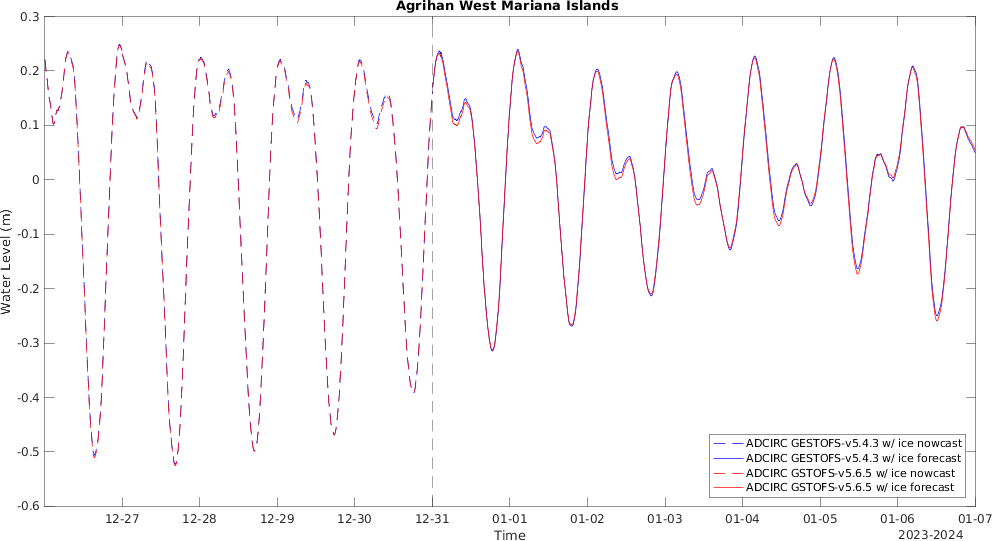 Agrihan West Mariana Islands
0.3
0.2
0.1
0
-0.1
-0.2
-0.3
-0.4
-0.5
-0.6
Water Level (m)
12-27 12-28 12-29 12-30 12-31 01-01 01-02 01-03 01-04 01-05 01-06 01-07
Time
2023-2024
ADCIRC GESTOFS-v5.4.3 w/ ice nowcast
ADCIRC GESTOFS-v5.4.3 w/ ice forecast
ADCIRC GSTOFS-v5.6.5 w/ ice nowcast
ADCIRC GSTOFS-v5.6.5 w/ ice forecast